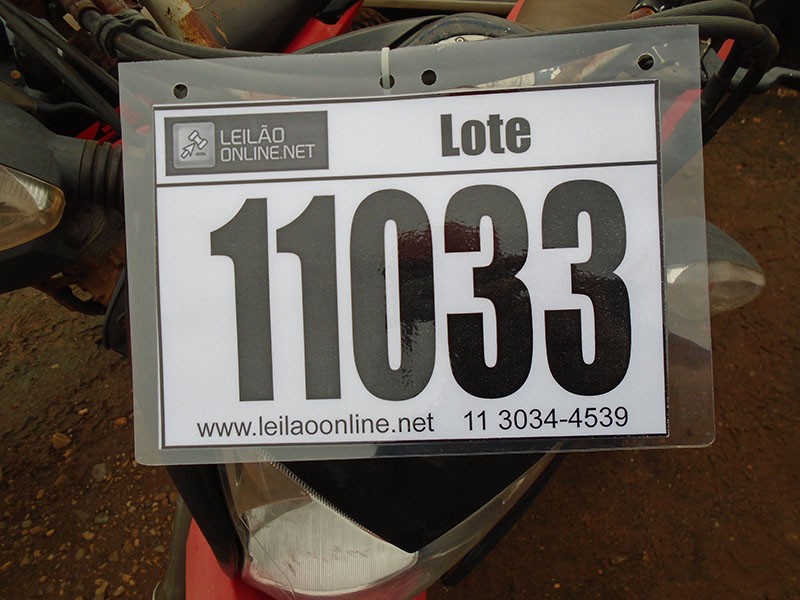 LEILÃO
ONLINE.NET
Lote
11033
www.leilaoonline.net 11 3034-4539